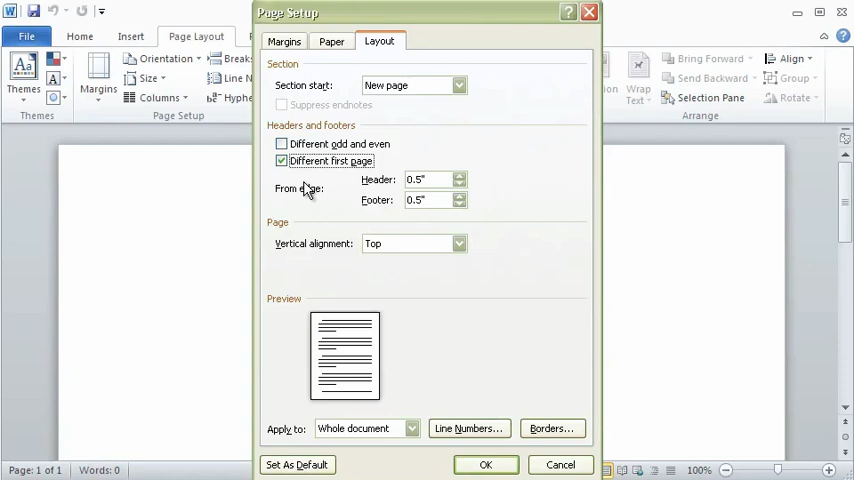 Page Setup
File Home Insert Page Layout
Themes
Themes
Margins
Orientation
Size
Columns
Line N
Hyphe
Page Setup
Wrap Text
Bring Forward
Send Backward
Selection Pane
Align
Group
Rotate
Arrange
Margins Paper Layout
Section
Section start: New page
Suppress endnotes
Headers and footers
Different odd and even
Different first page
From edge:
Header: 0.5"
Footer: 0.5"
Page
Vertical alignment: Top
Preview
Apply to: Whole document Line Numbers... Borders...
Set As Default OK Cancel
Page: 1 of 1 Words: 0 100%